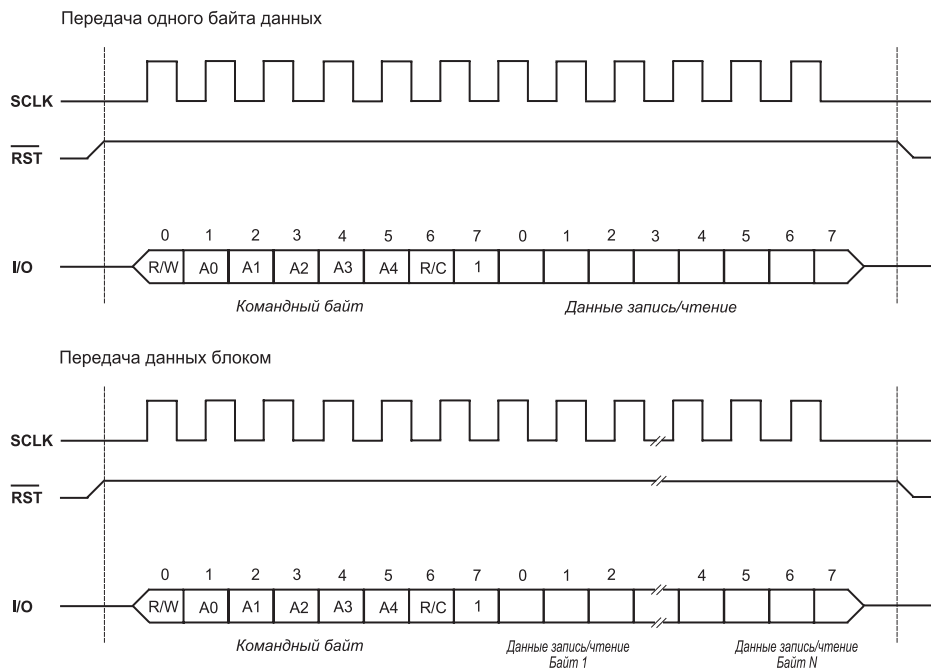 Передача одного байта данных
SCLK
RST
0 1 2 3 4 5 6 7 0 1 2 3 4 5 6 7
I/O R/W A0 A1 A2 A3 A4 R/C 1
Командный байт Данные запись/чтение
Передача данных блоком
SCLK
RST
0 1 2 3 4 5 6 7 0 1 2 4 5 6 7
I/O R/W A0 A1 A2 A3 A4 R/C 1
Командный байт Данные запись/чтение Данные запись/чтение
Байт 1 Байт N